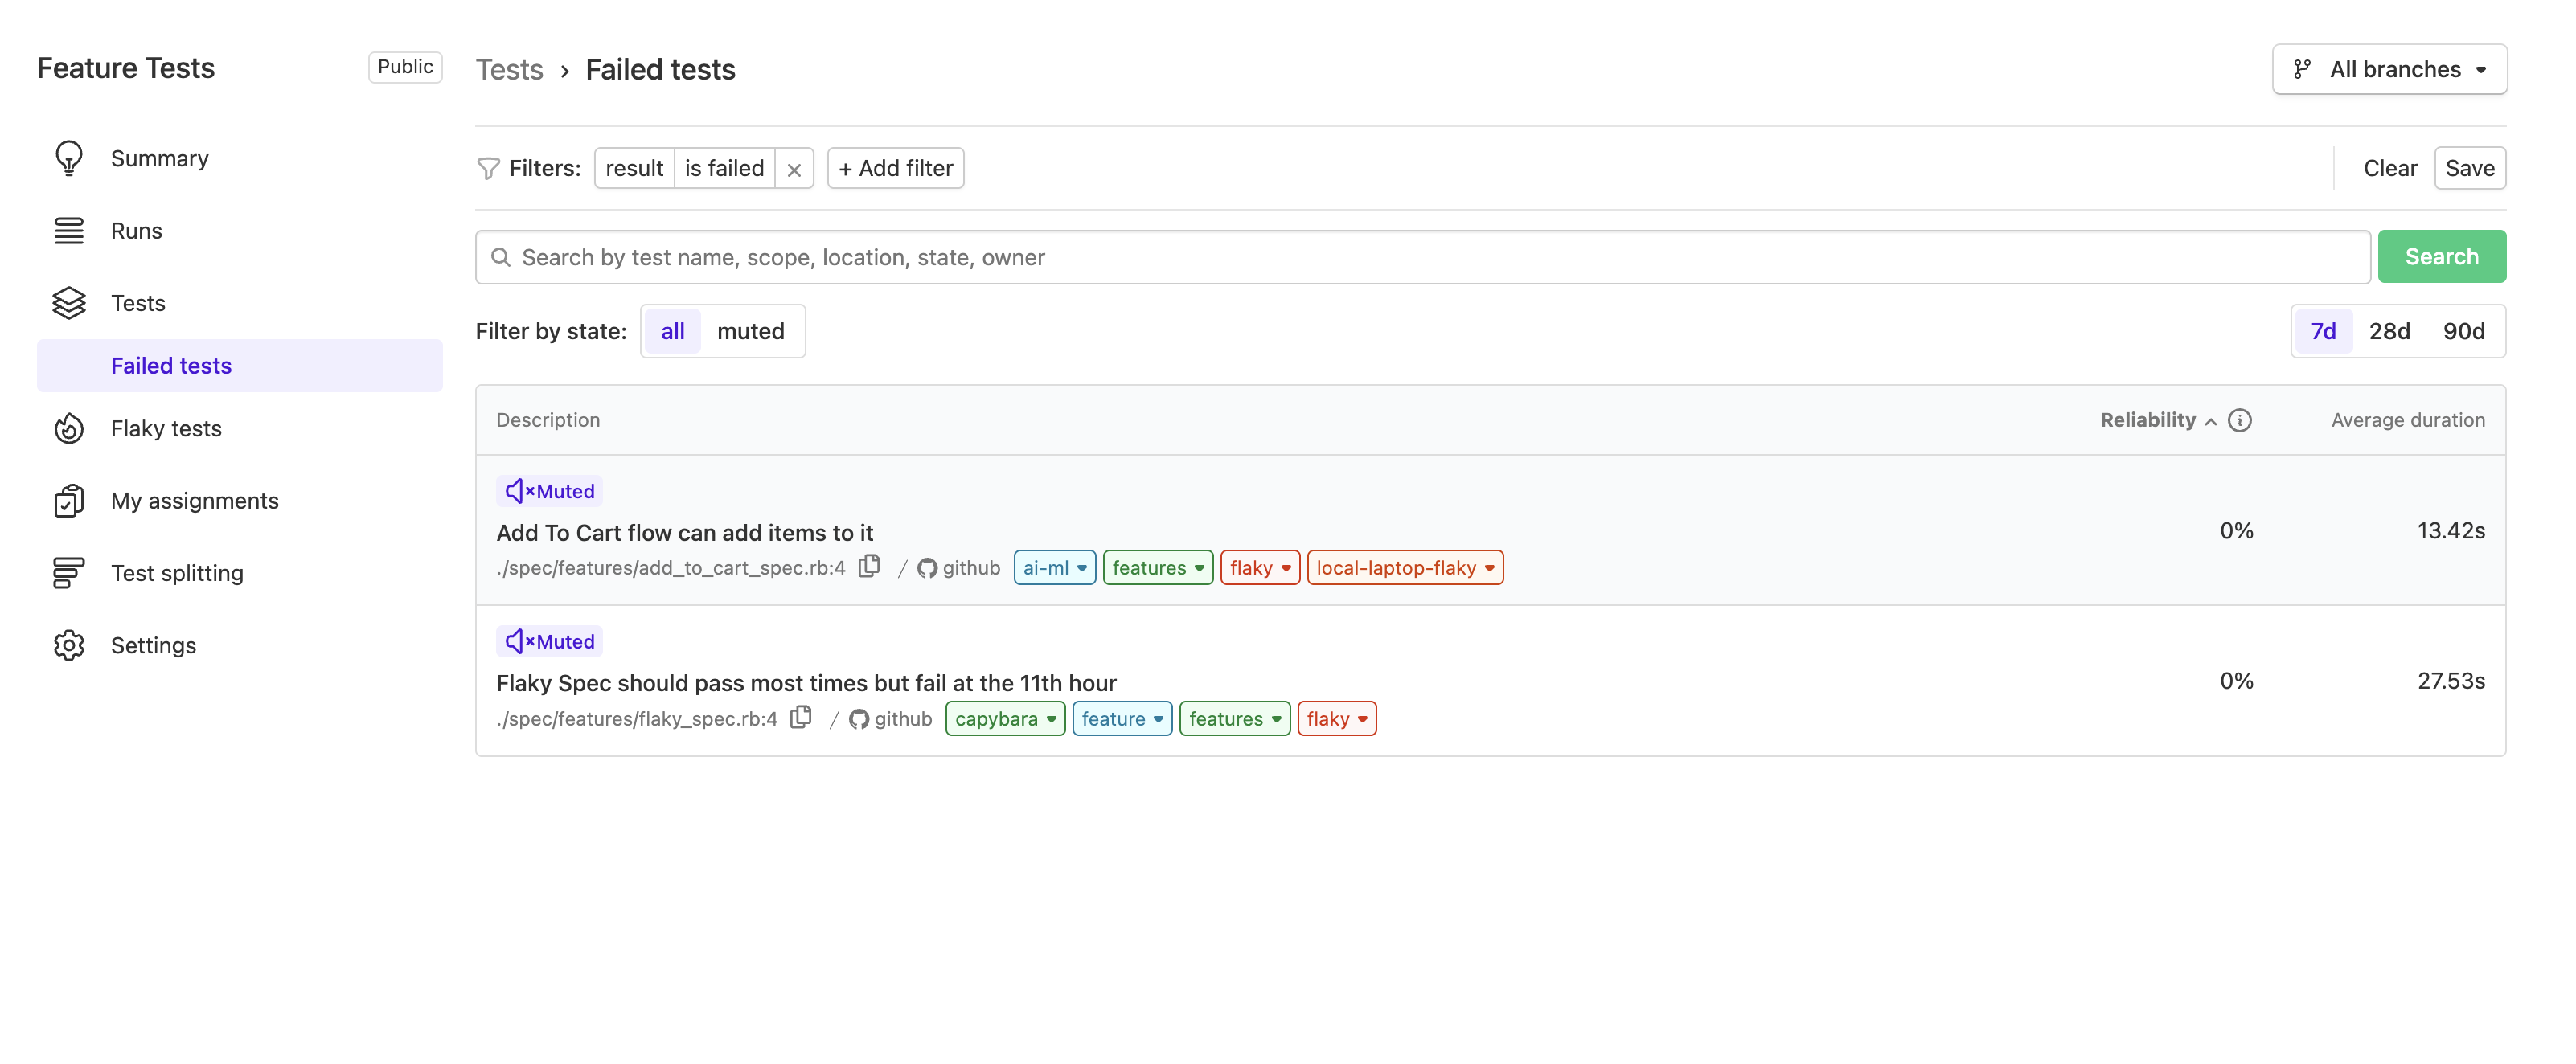 Feature Tests
Public
Summary
Runs
Tests
Failed tests
Flaky tests
My assignments
Test splitting
Settings
Tests › Failed tests
All branches
Filters: result is failed × + Add filter
Clear Save
Search by test name, scope, location, state, owner
Search
Filter by state: all muted
7d 28d 90d
Description Reliability Average duration
Muted
Add To Cart flow can add items to it 0% 13.42s
./spec/features/add_to_cart_spec.rb:4 / github ai-ml features flaky local-laptop-flaky
Muted
Flaky Spec should pass most times but fail at the 11th hour 0% 27.53s
./spec/features/flaky_spec.rb:4 / github capybara feature features flaky